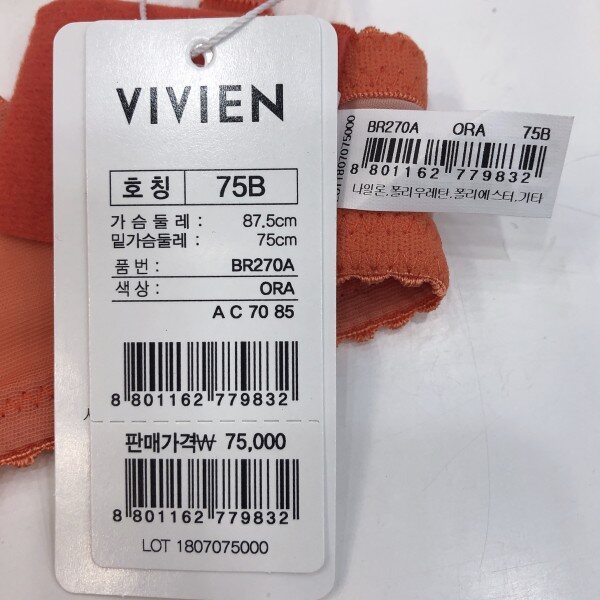 VIVIEN
호 칭 75B
가 슴 둘 레 : 87.5cm
밑가슴둘레 : 75cm
품 번 : BR270A
색 상 : ORA
A C 70 85
8 801162 779832
판매가격₩ 75,000
8 801162 779832
LOT 1807075000
LOT1807075000
BR270A ORA 75B
8 801162 779832
나일론,폴리우레탄,폴리에스터,기타